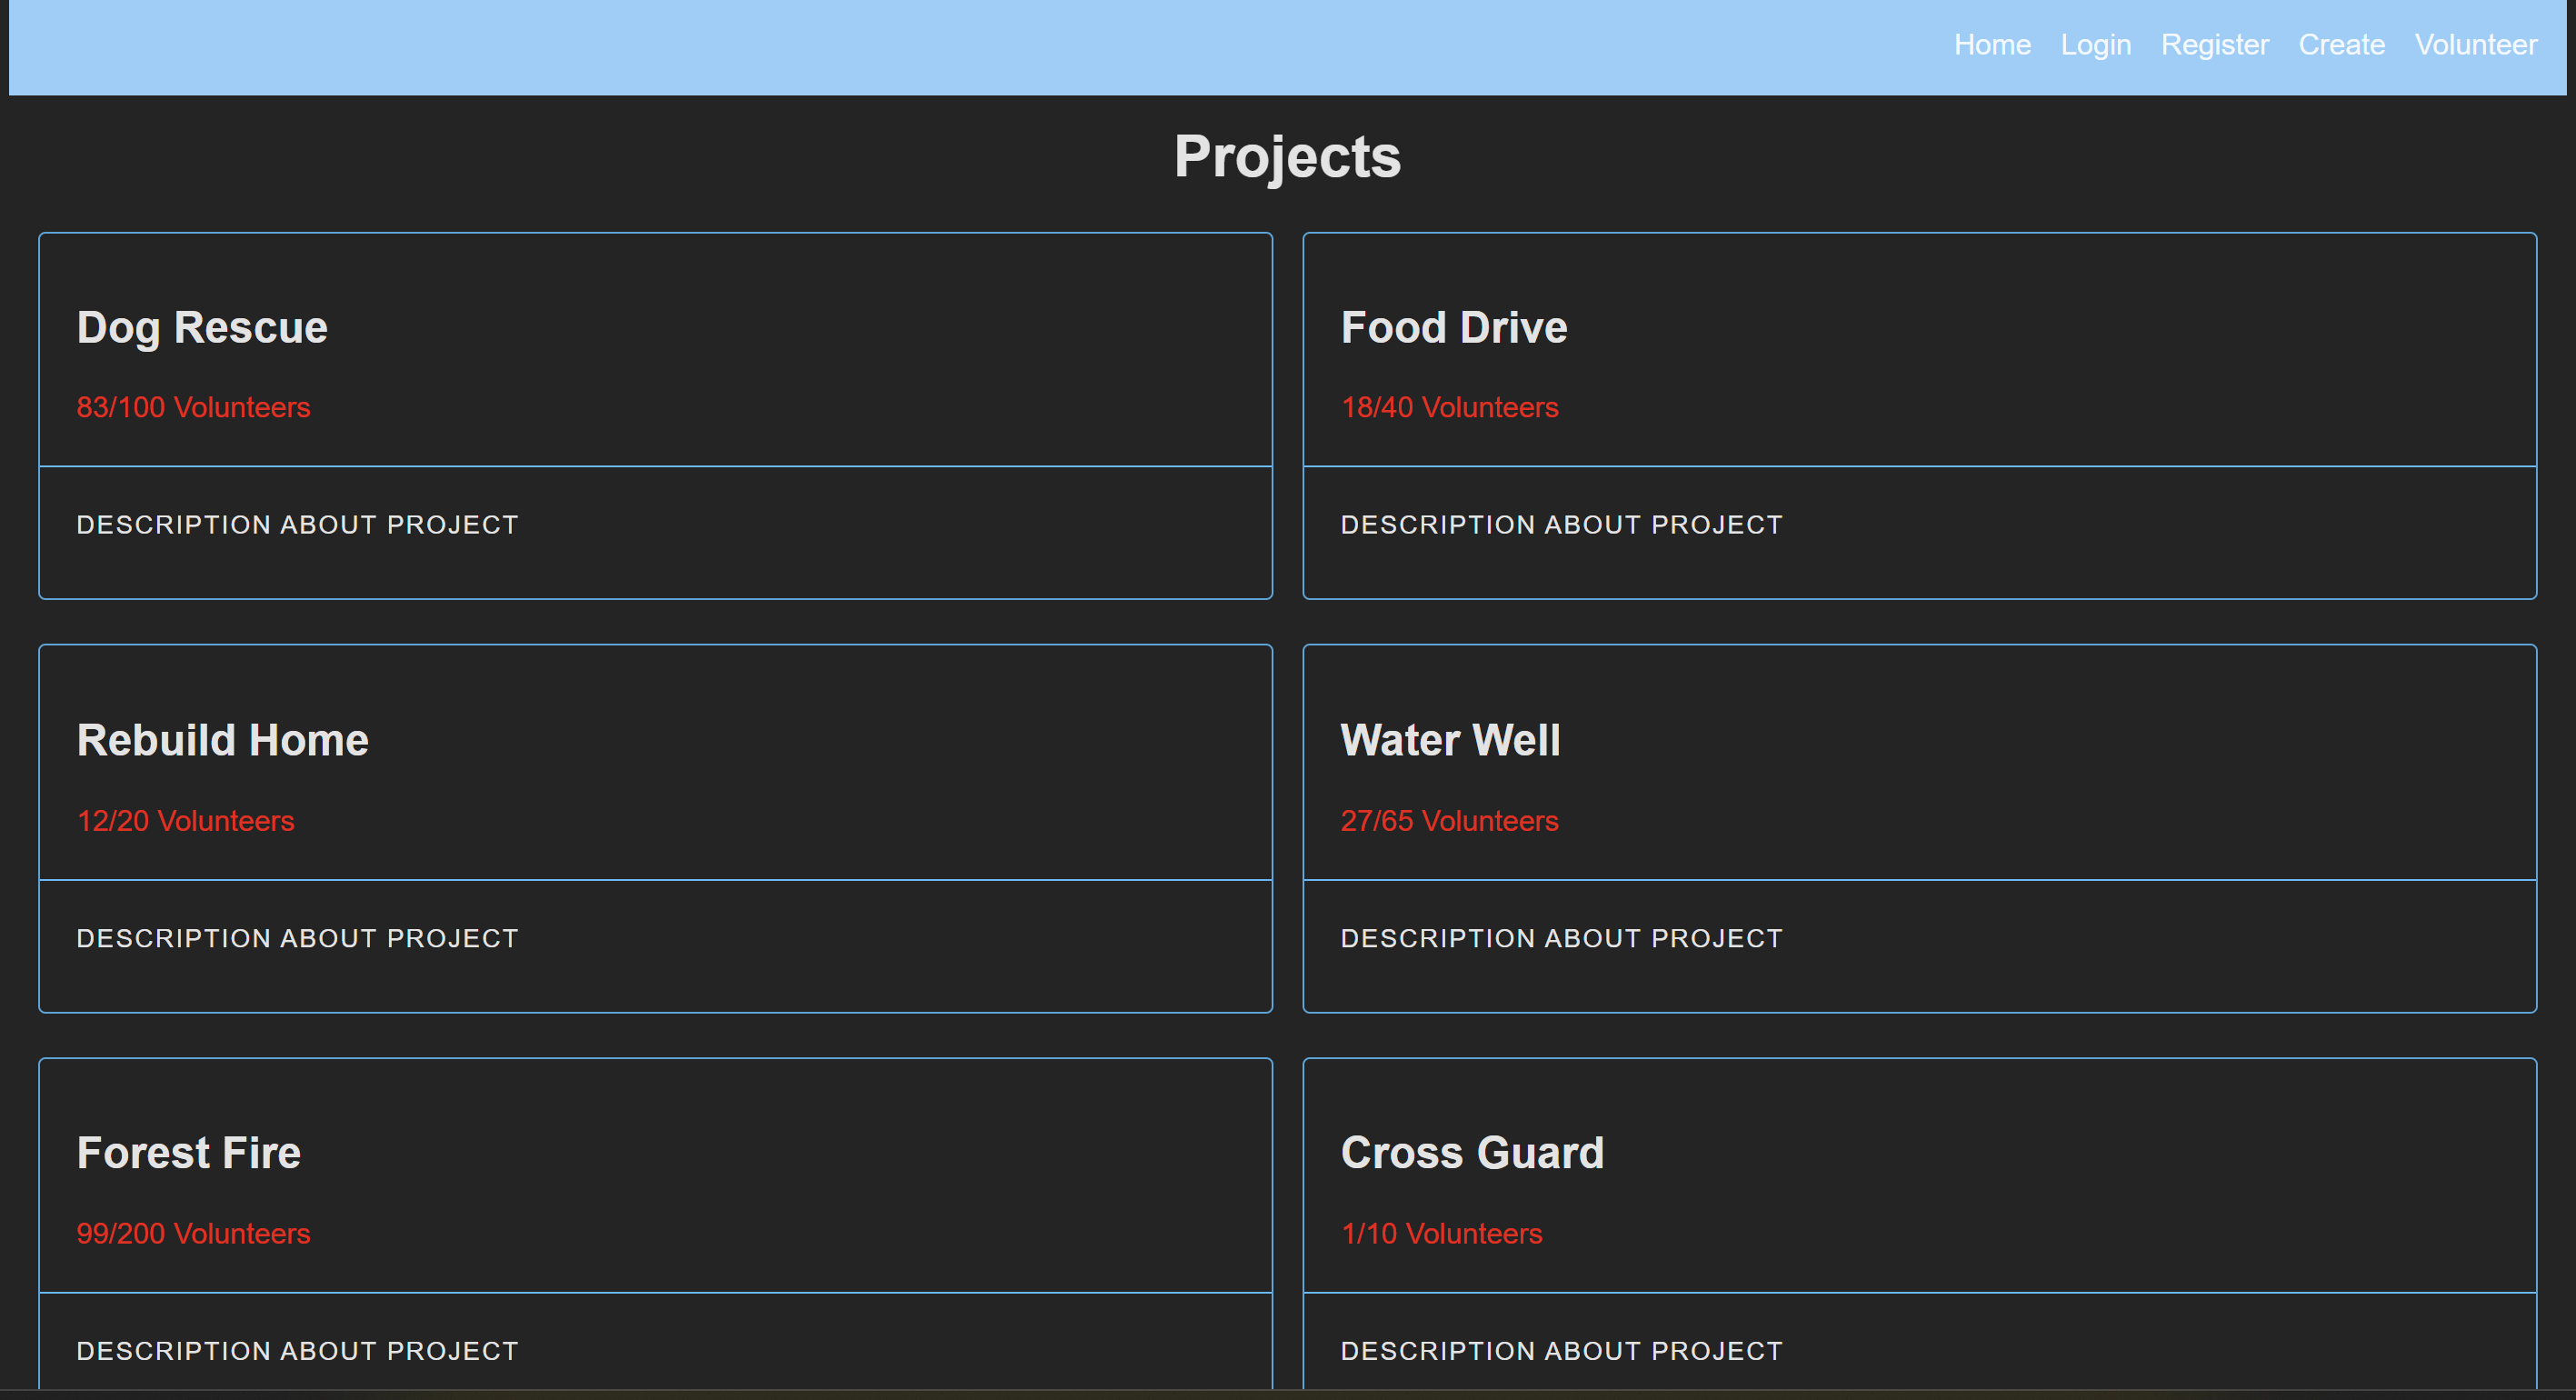 Home Login Register Create Volunteer
Projects
Dog Rescue
83/100 Volunteers
DESCRIPTION ABOUT PROJECT
Food Drive
18/40 Volunteers
DESCRIPTION ABOUT PROJECT
Rebuild Home
12/20 Volunteers
DESCRIPTION ABOUT PROJECT
Water Well
27/65 Volunteers
DESCRIPTION ABOUT PROJECT
Forest Fire
99/200 Volunteers
DESCRIPTION ABOUT PROJECT
Cross Guard
1/10 Volunteers
DESCRIPTION ABOUT PROJECT